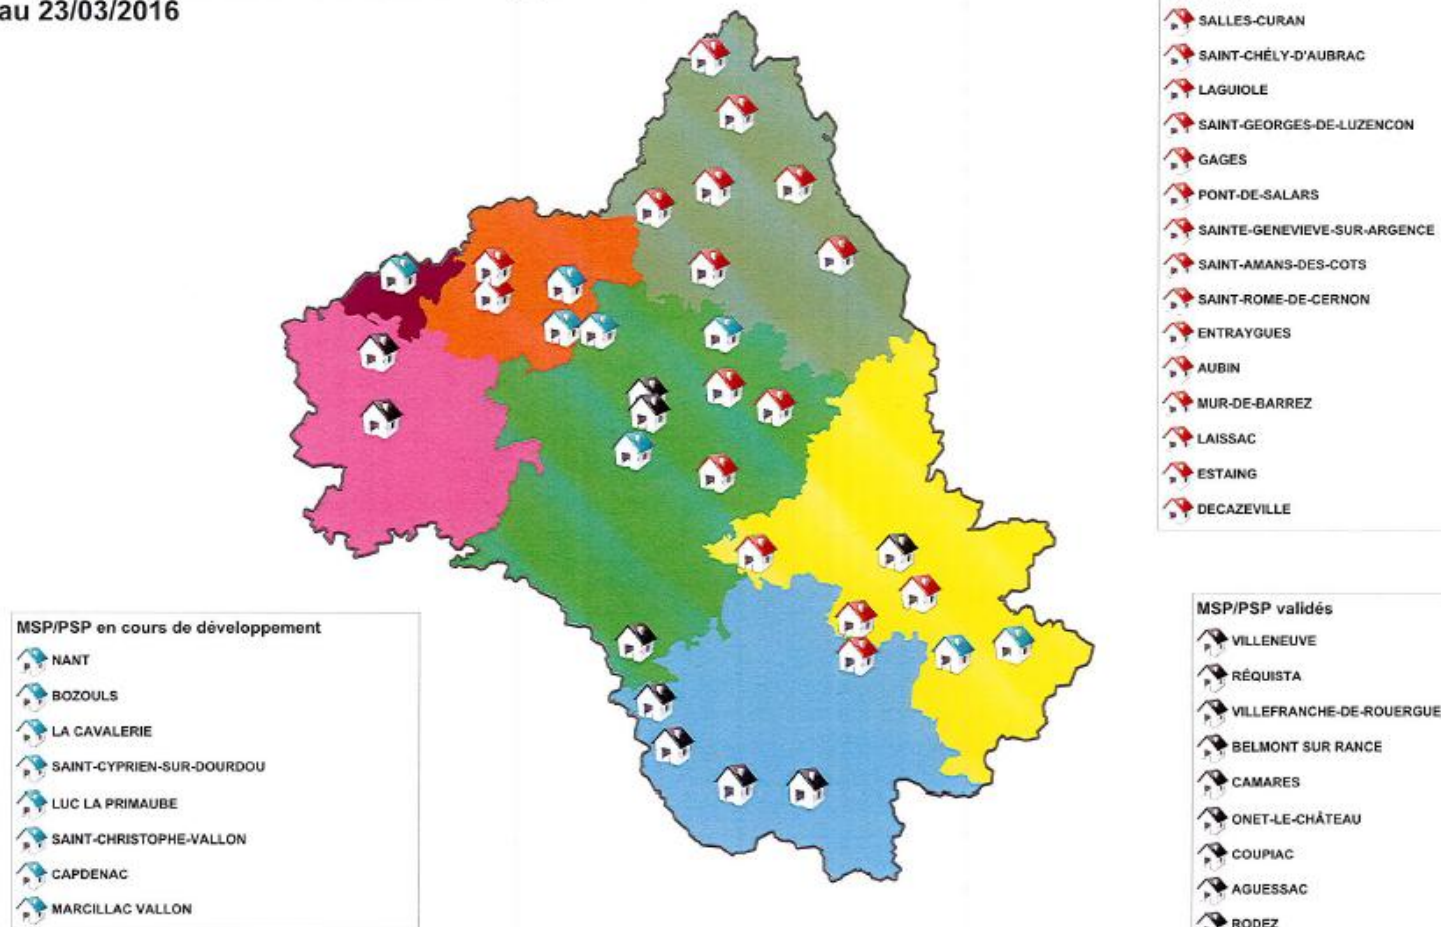 au 23/03/2016
SALLES-CURAN
SAINT-CHÉLY-D'AUBRAC
LAGUIOLE
SAINT-GEORGES-DE-LUZENCON
GAGES
PONT-DE-SALARS
SAINTE-GENEVIEVE-SUR-ARGENCE
SAINT-AMANS-DES-COTS
SAINT-ROME-DE-CERNON
ENTRAYGUES
AUBIN
MUR-DE-BARREZ
LAISSAC
ESTAING
DECAZEVILLE
MSP/PSP en cours de développement
NANT
BOZOULS
LA CAVALERIE
SAINT-CYPRIEN-SUR-DOURDOU
LUC LA PRIMAUBE
SAINT-CHRISTOPHE-VALLON
CAPDENAC
MARCILLAC VALLON
MSP/PSP validés
VILLENEUVE
RÉQUISTA
VILLEFRANCHE-DE-ROUERGUE
BELMONT SUR RANCE
CAMARES
ONET-LE-CHÂTEAU
COUPIAC
AGUESSAC
RODEZ